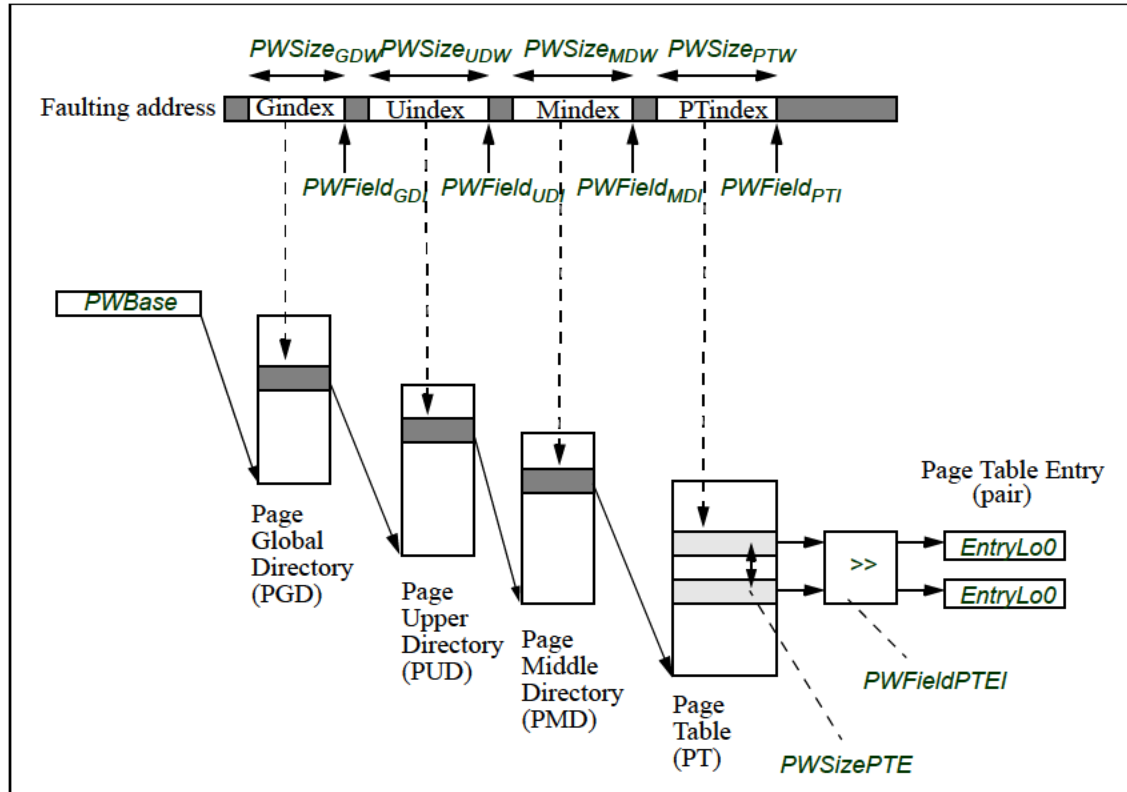 PWSizeGDW PWSizeUDW PWSizeMDW PWSizePTW
Faulting address Gindex Uindex Mindex PTindex
PWFieldGDI PWFieldUDI PWFieldMDI PWFieldPTI
PWBase
Page Table Entry
(pair)
EntryLo0
>>
EntryLo0
Page
Global
Directory
(PGD)
Page
Upper
Directory
(PUD)
Page
Middle
Directory
(PMD)
Page
Table
(PT)
PWFieldPTEI
PWSizePTE